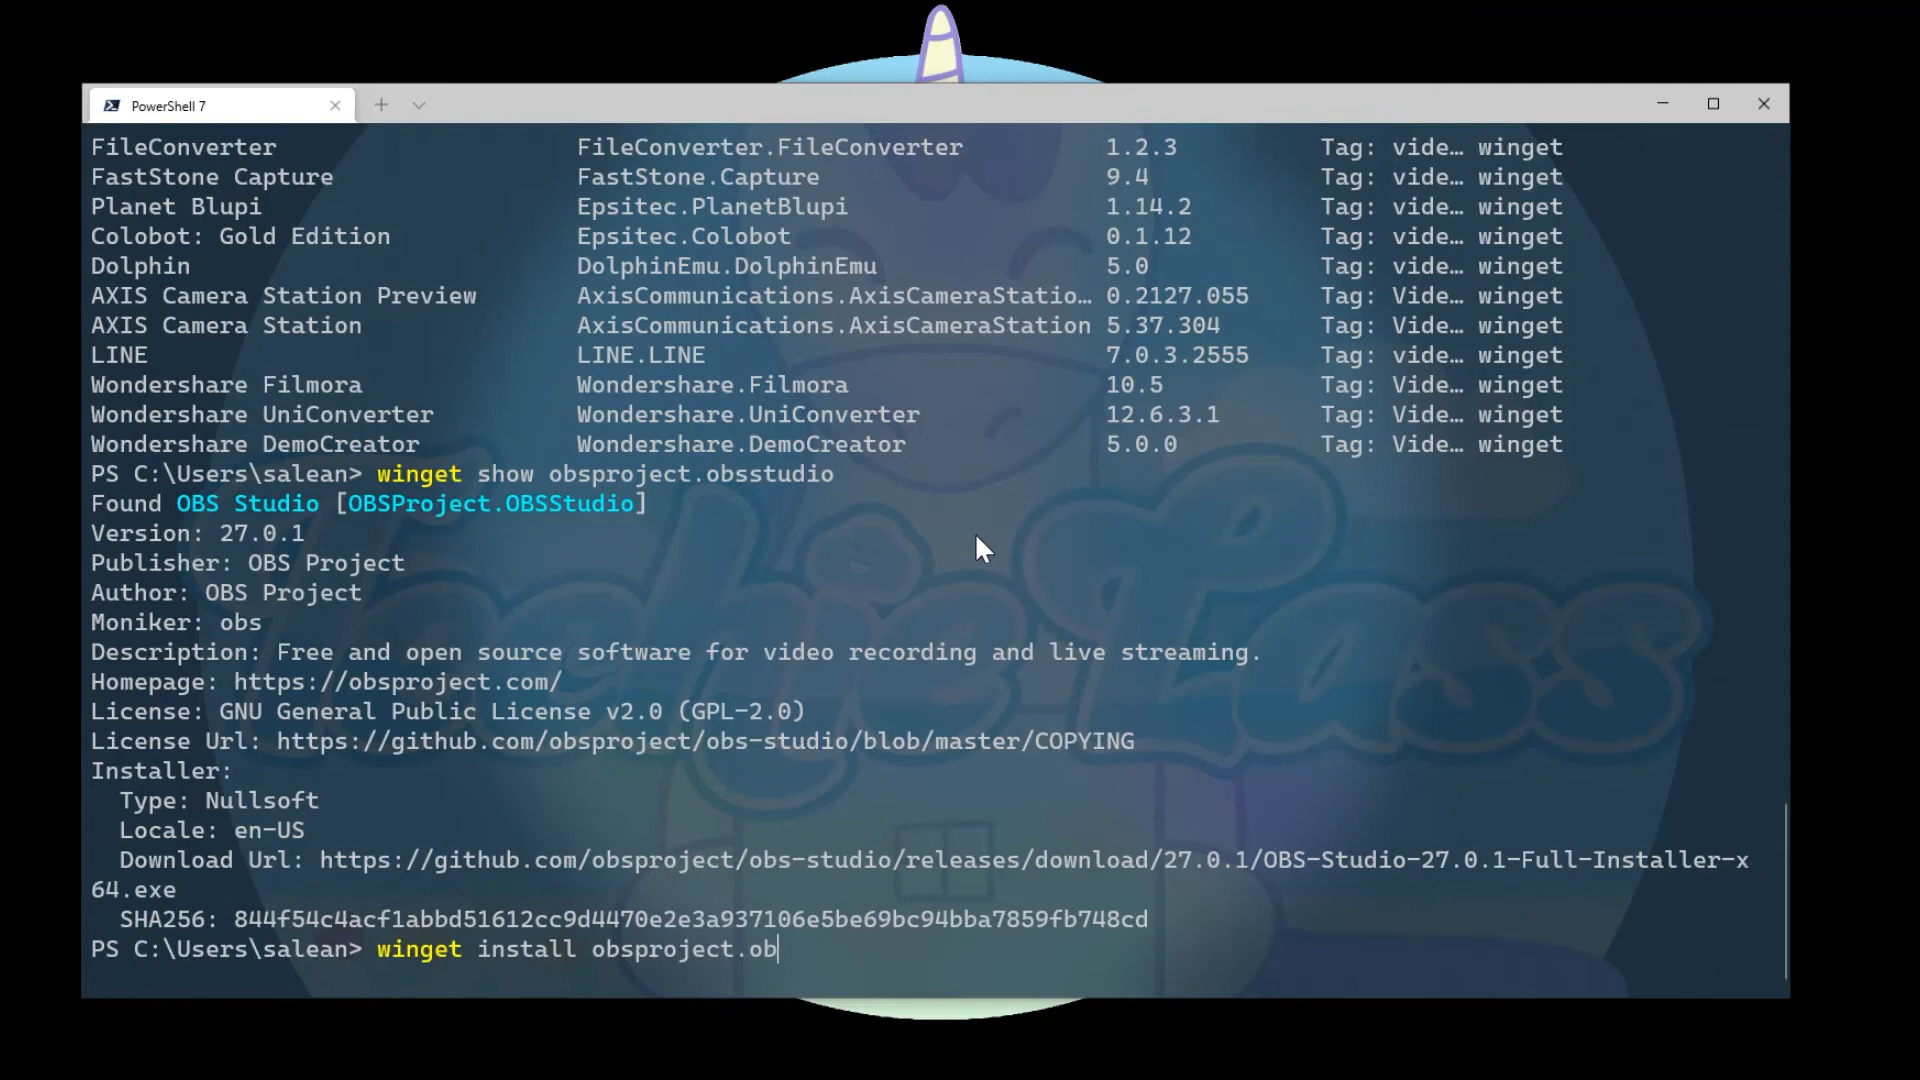 PowerShell 7
FileConverter FileConverter.FileConverter 1.2.3 Tag: vide… winget
FastStone Capture FastStone.Capture 9.4 Tag: vide… winget
Planet Blupi Epsitec.PlanetBlupi 1.14.2 Tag: vide… winget
Colobot: Gold Edition Epsitec.Colobot 0.1.12 Tag: vide… winget
Dolphin DolphinEmu.DolphinEmu 5.0 Tag: vide… winget
AXIS Camera Station Preview AxisCommunications.AxisCameraStatio… 0.2127.055 Tag: Vide… winget
AXIS Camera Station AxisCommunications.AxisCameraStation 5.37.304 Tag: Vide… winget
LINE LINE.LINE 7.0.3.2555 Tag: vide… winget
Wondershare Filmora Wondershare.Filmora 10.5 Tag: Vide… winget
Wondershare UniConverter Wondershare.UniConverter 12.6.3.1 Tag: Vide… winget
Wondershare DemoCreator Wondershare.DemoCreator 5.0.0 Tag: Vide… winget
PS C:\Users\salean> winget show obsproject.obsstudio
Found OBS Studio [OBSProject.OBSStudio]
Version: 27.0.1
Publisher: OBS Project
Author: OBS Project
Moniker: obs
Description: Free and open source software for video recording and live streaming.
Homepage: https://obsproject.com/
License: GNU General Public License v2.0 (GPL-2.0)
License Url: https://github.com/obsproject/obs-studio/blob/master/COPYING
Installer:
Type: Nullsoft
Locale: en-US
Download Url: https://github.com/obsproject/obs-studio/releases/download/27.0.1/OBS-Studio-27.0.1-Full-Installer-x
64.exe
SHA256: 844f54c4acf1abbd51612cc9d4470e2e3a937106e5be69bc94bba7859fb748cd
PS C:\Users\salean> winget install obsproject.ob
Techie Lass